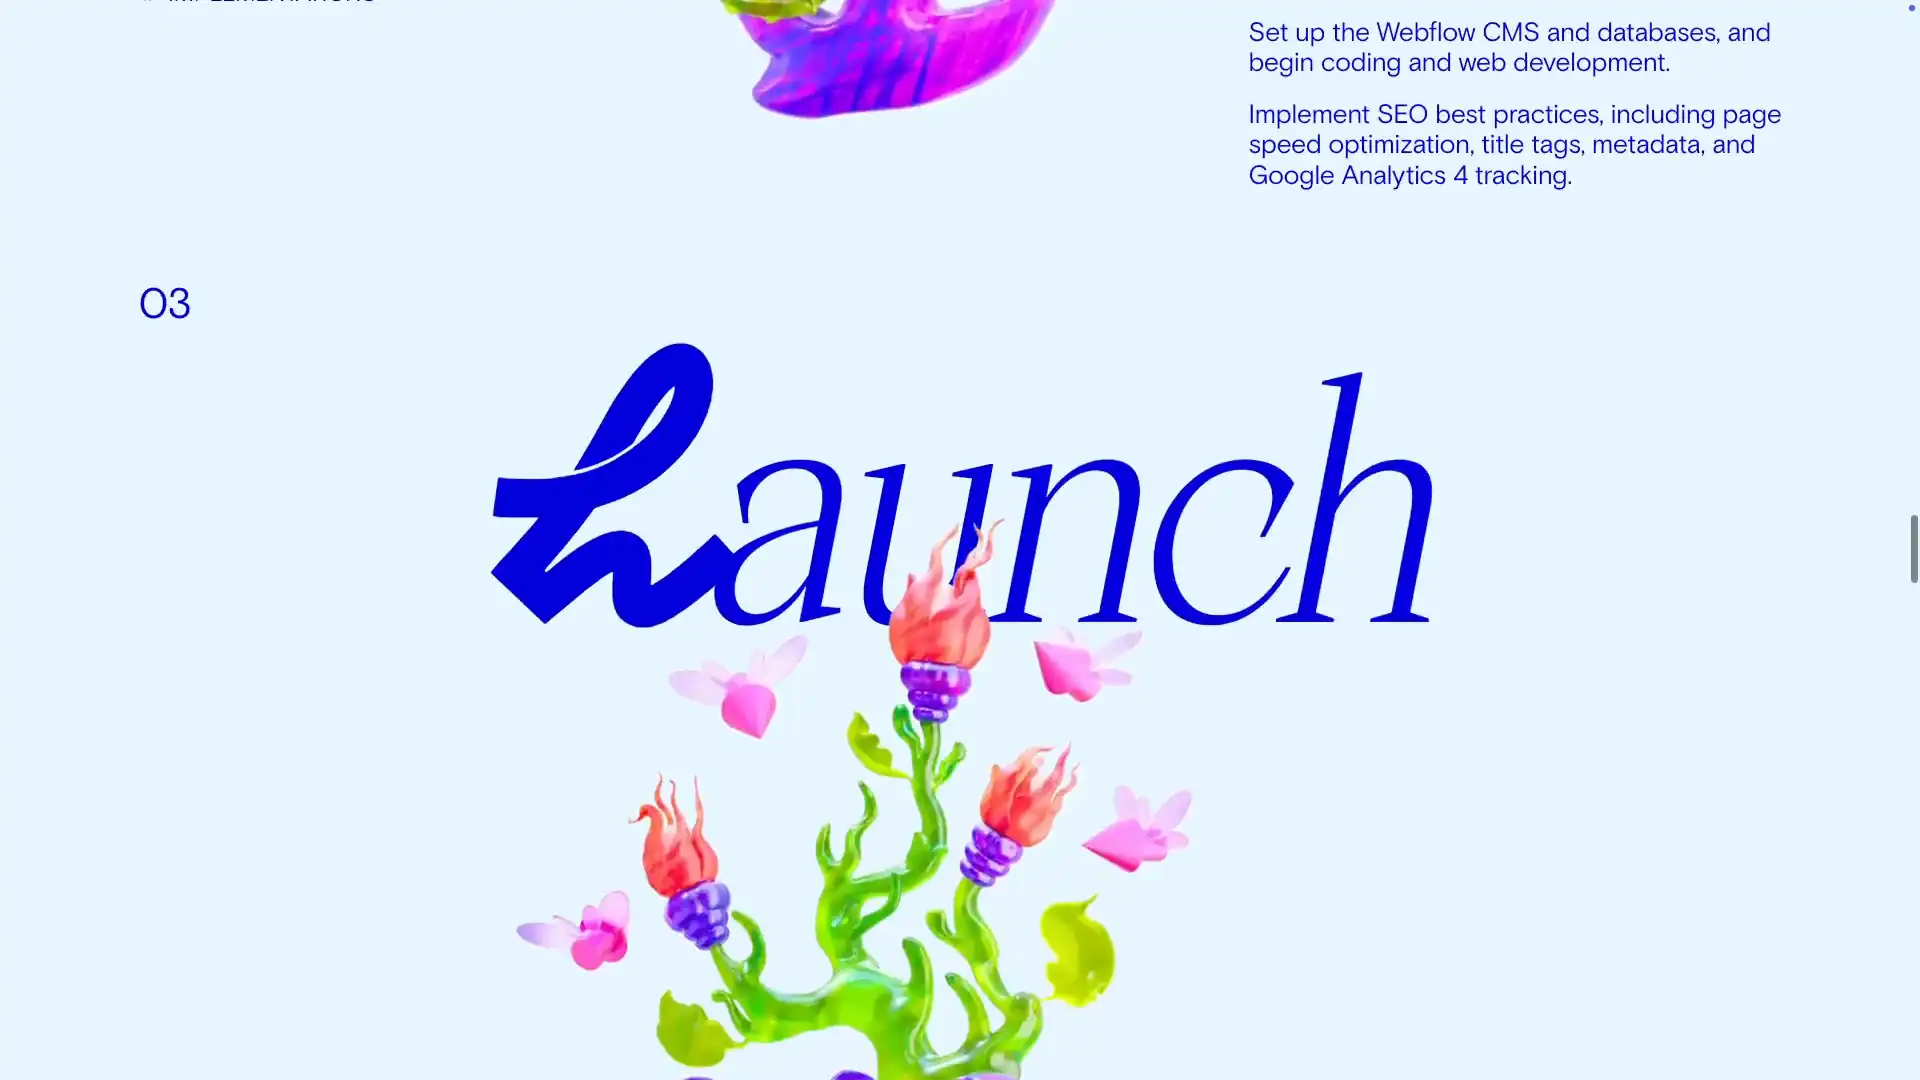 Set up the Webflow CMS and databases, and
begin coding and web development.
Implement SEO best practices, including page
speed optimization, title tags, metadata, and
Google Analytics 4 tracking.
03
Launch